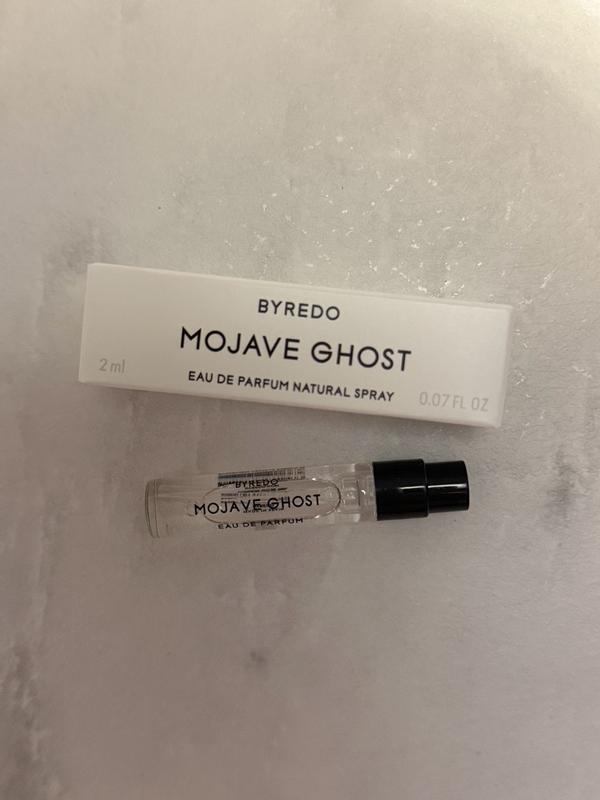 BYREDO
MOJAVE GHOST
2 ml
EAU DE PARFUM NATURAL SPRAY
0.07 FL OZ
BYREDO
MOJAVE GHOST
EAU DE PARFUM